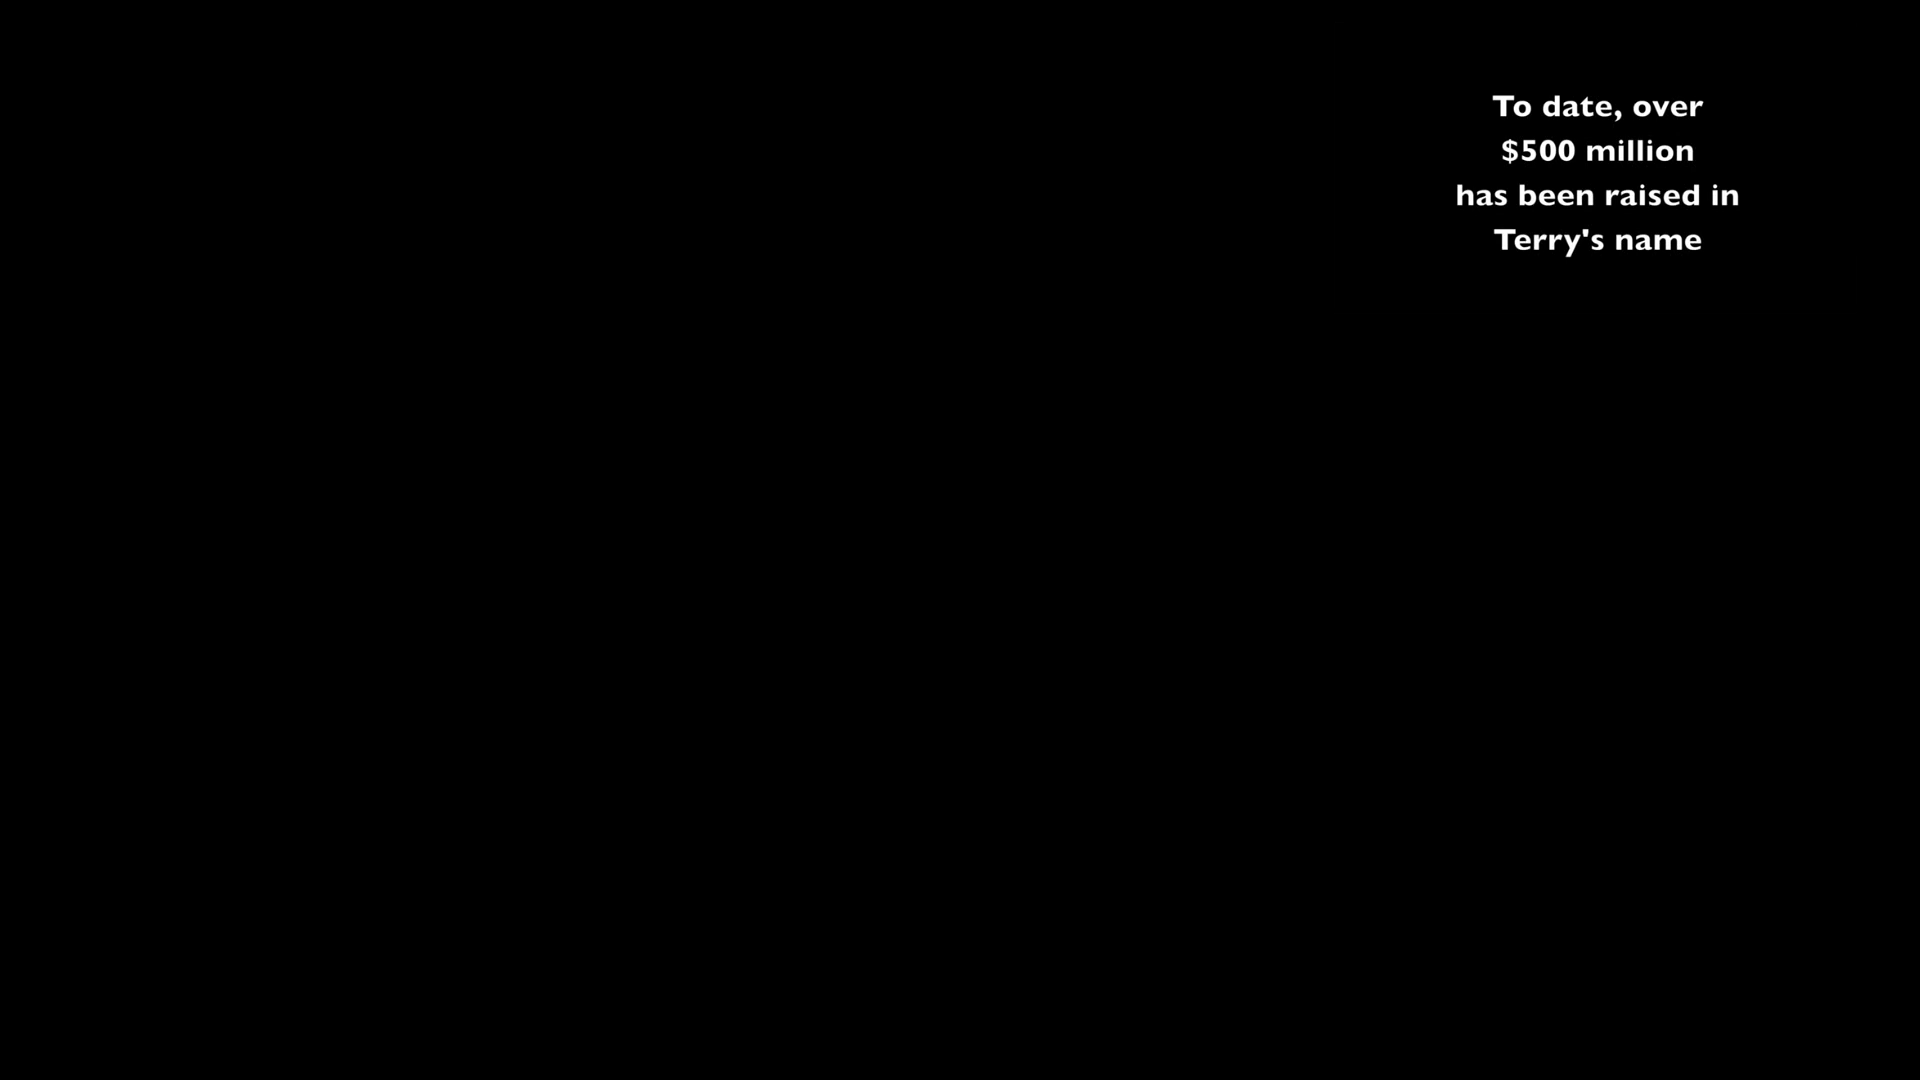 To date, over
$500 million
has been raised in
Terry's name